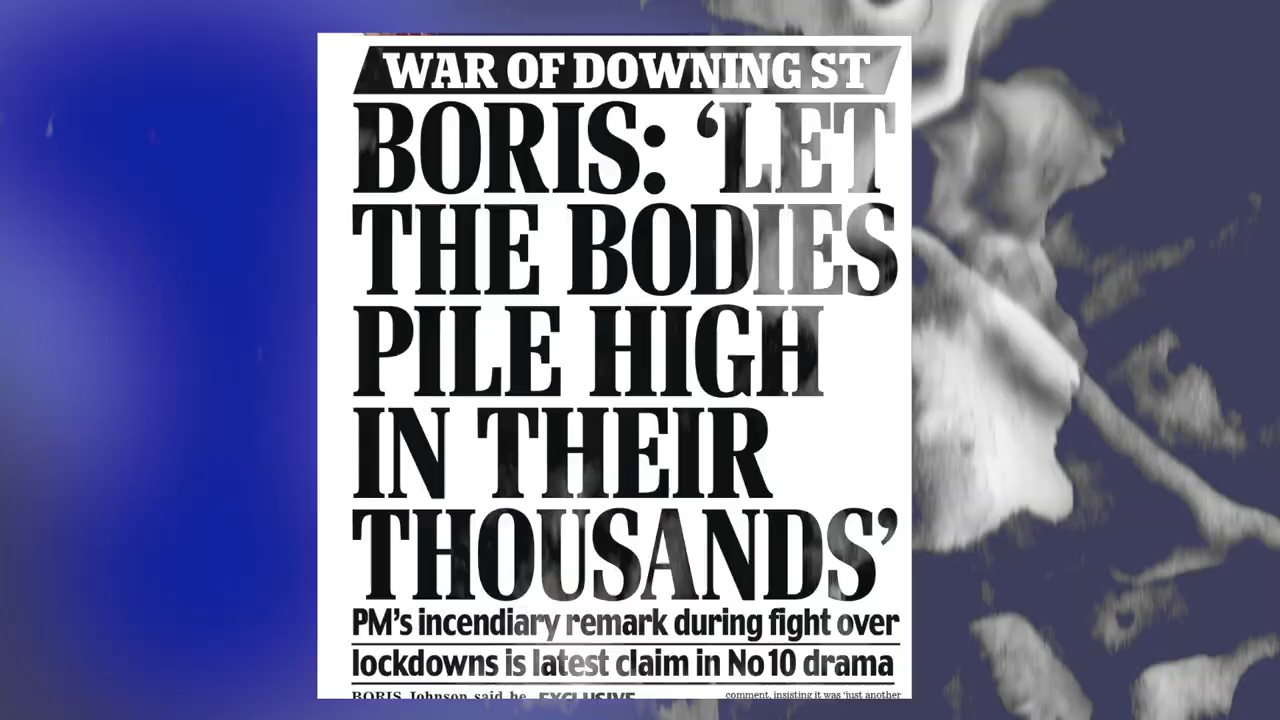 WAR OF DOWNING ST
BORIS: ‘LET
THE BODIES
PILE HIGH
IN THEIR
THOUSANDS’
PM’s incendiary remark during fight over
lockdowns is latest claim in No 10 drama
BORIS Johnson said he EXCLUSIVE comment, insisting it was ‘just another